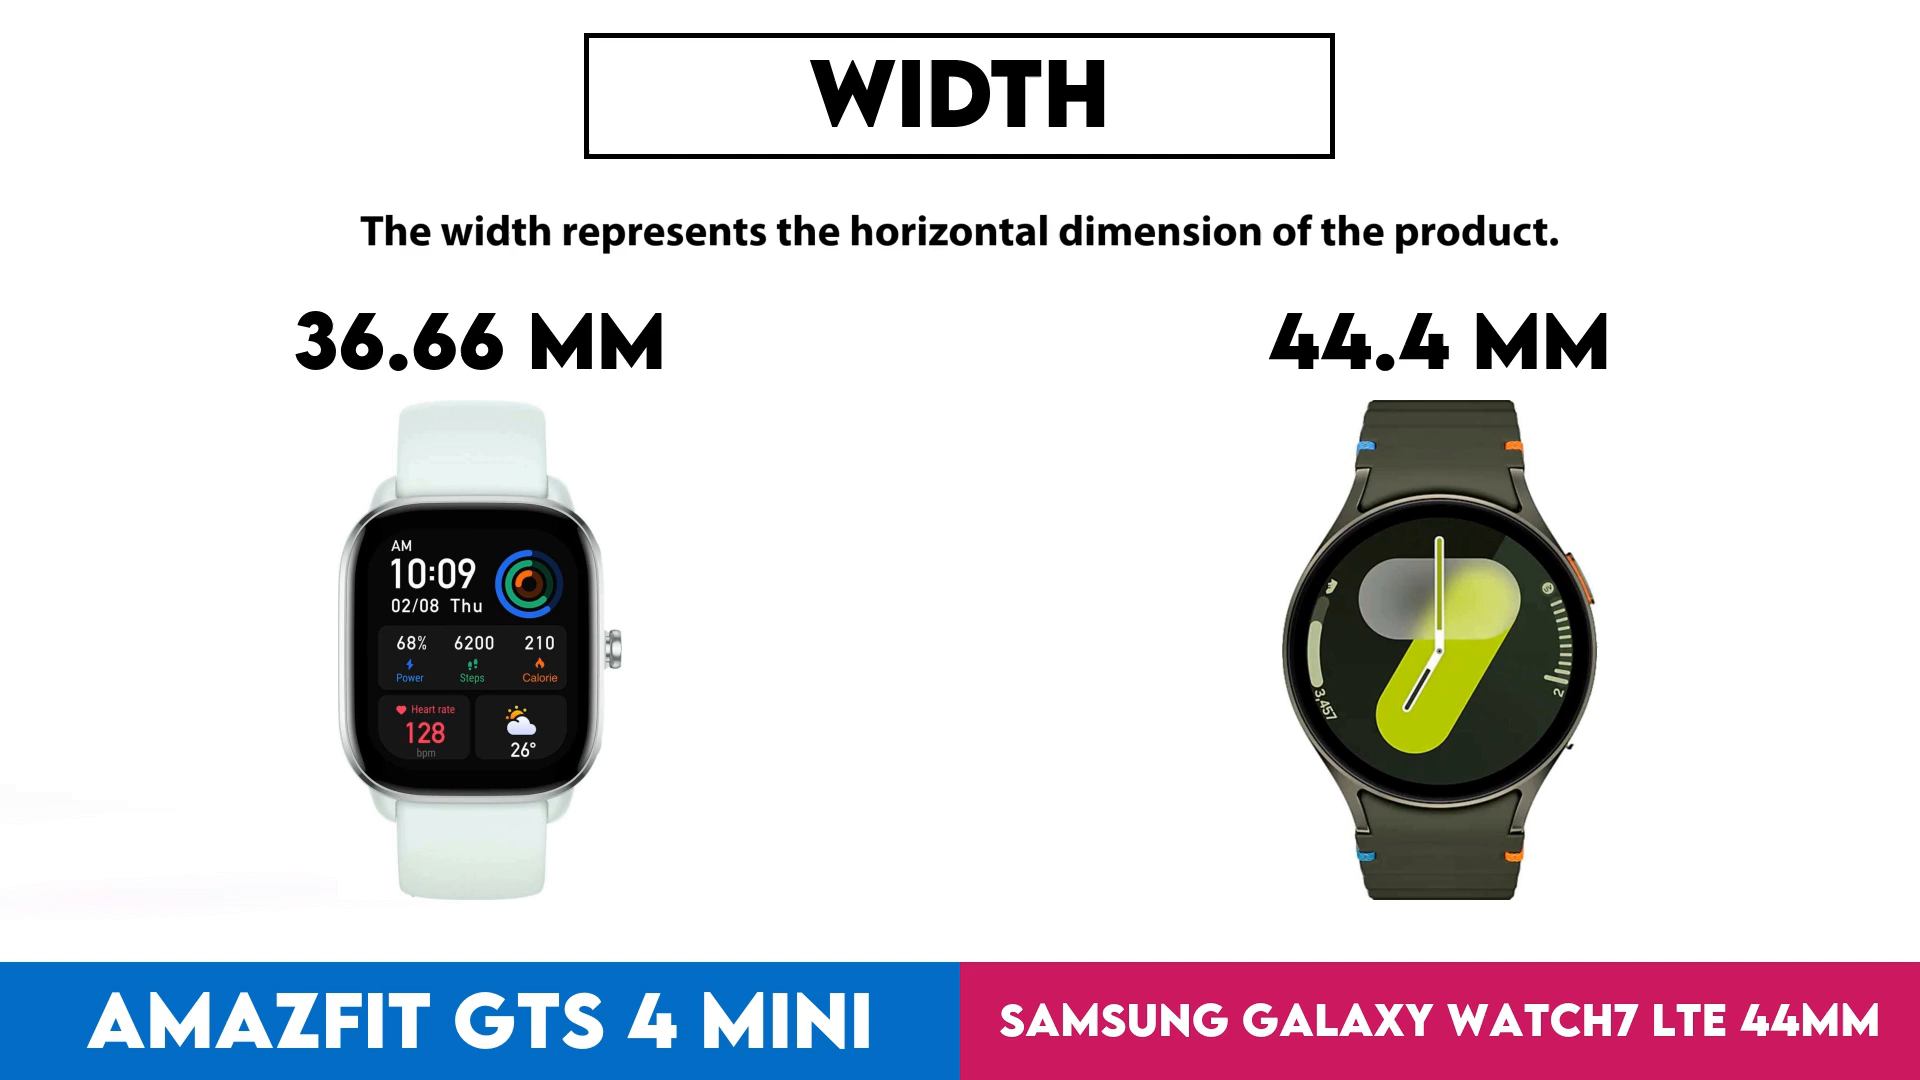 WIDTH
The width represents the horizontal dimension of the product.
36.66 MM
44.4 MM
AM
10:09
02/08 Thu
68% 6200 210
Power Steps Calorie
Heart rate
128
bpm
26°
UV
3,457
2
AMAZFIT GTS 4 MINI
SAMSUNG GALAXY WATCH7 LTE 44MM